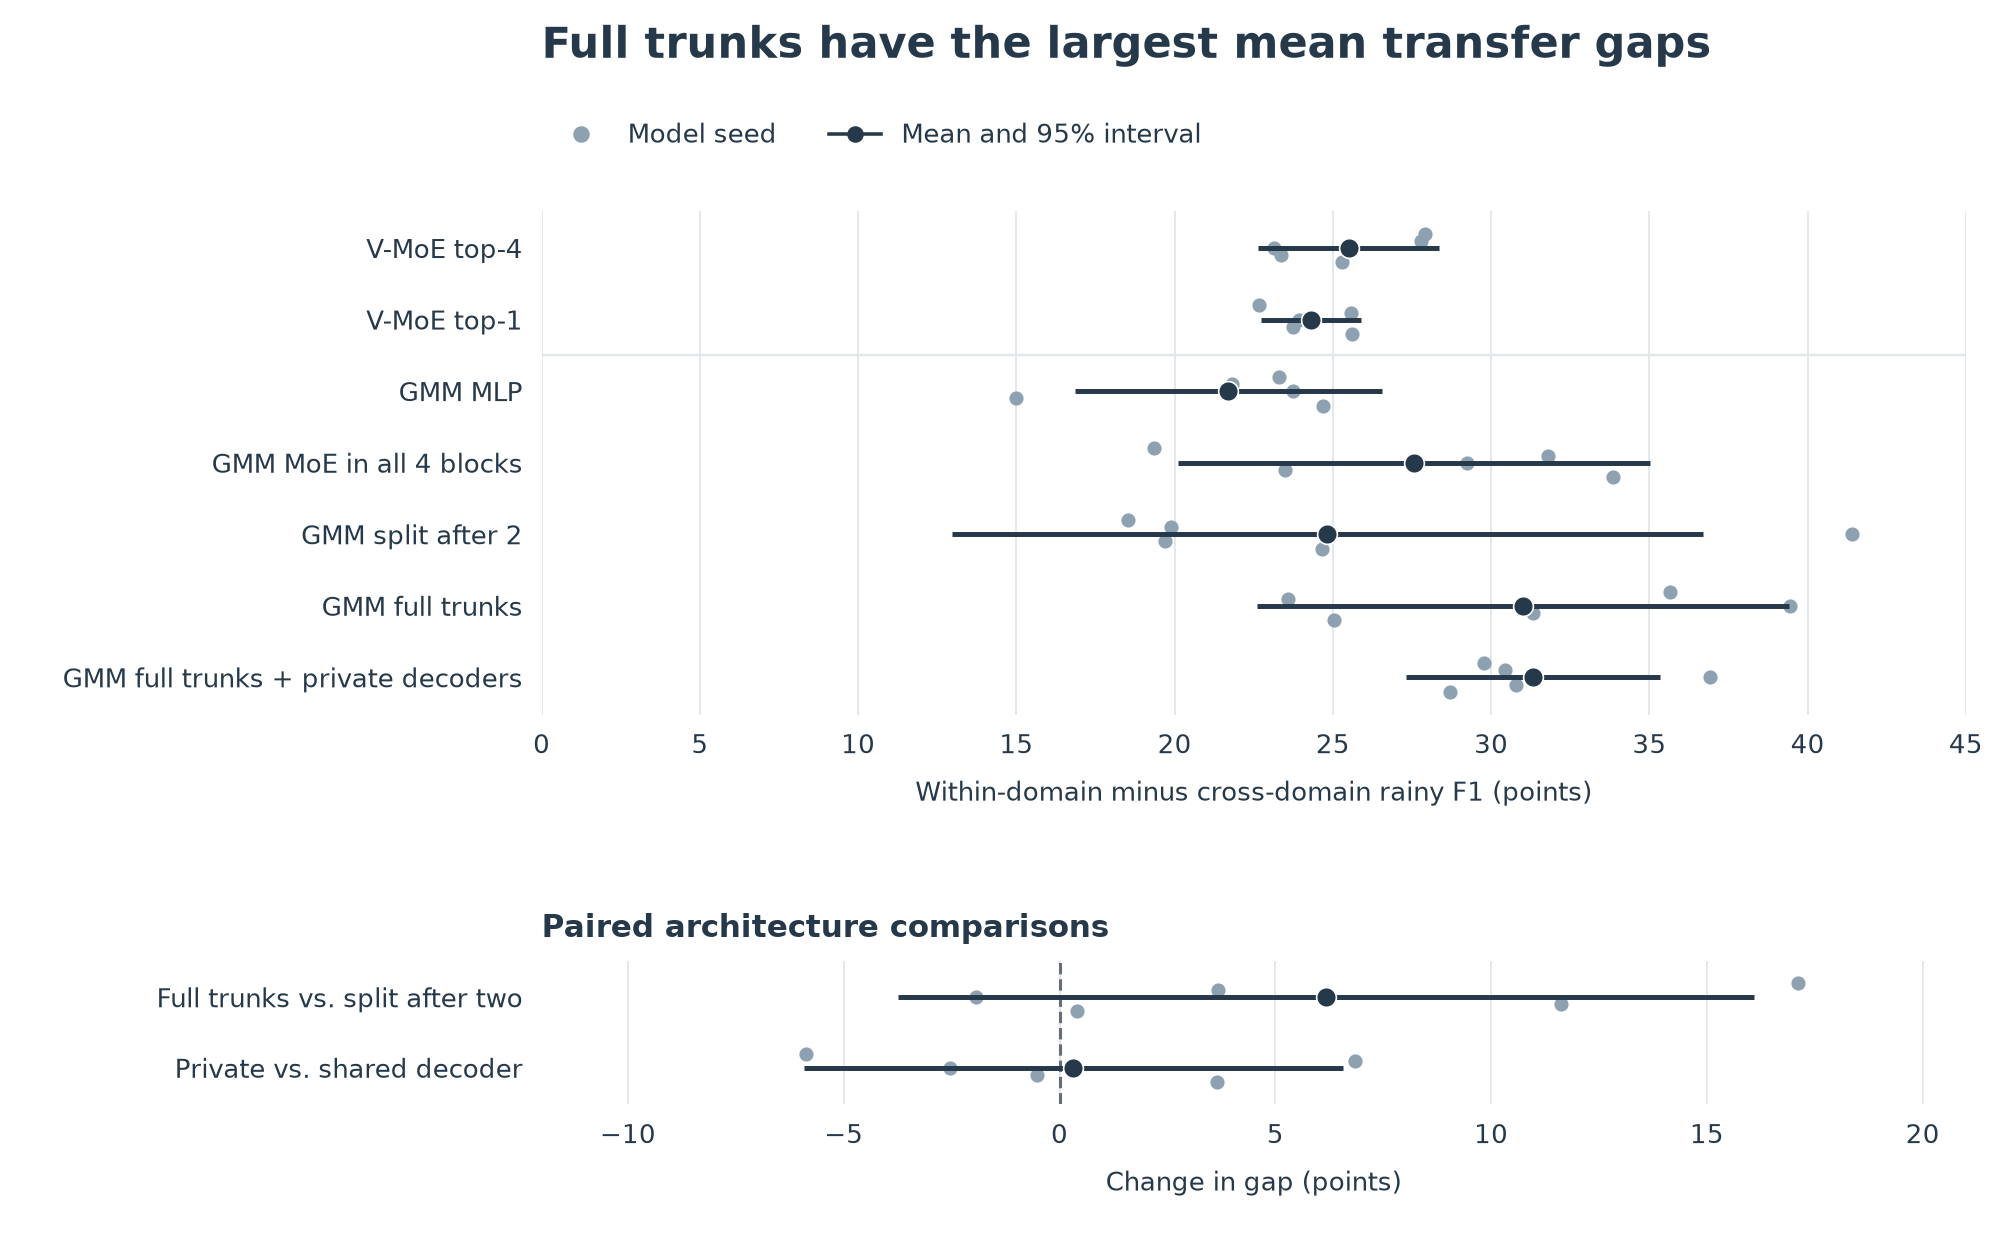 Full trunks have the largest mean transfer gaps
Model seed
Mean and 95% interval
V-MoE top-4
V-MoE top-1
GMM MLP
GMM MoE in all 4 blocks
GMM split after 2
GMM full trunks
GMM full trunks + private decoders
0 5 10 15 20 25 30 35 40 45
Within-domain minus cross-domain rainy F1 (points)
Paired architecture comparisons
Full trunks vs. split after two
Private vs. shared decoder
−10 −5 0 5 10 15 20
Change in gap (points)